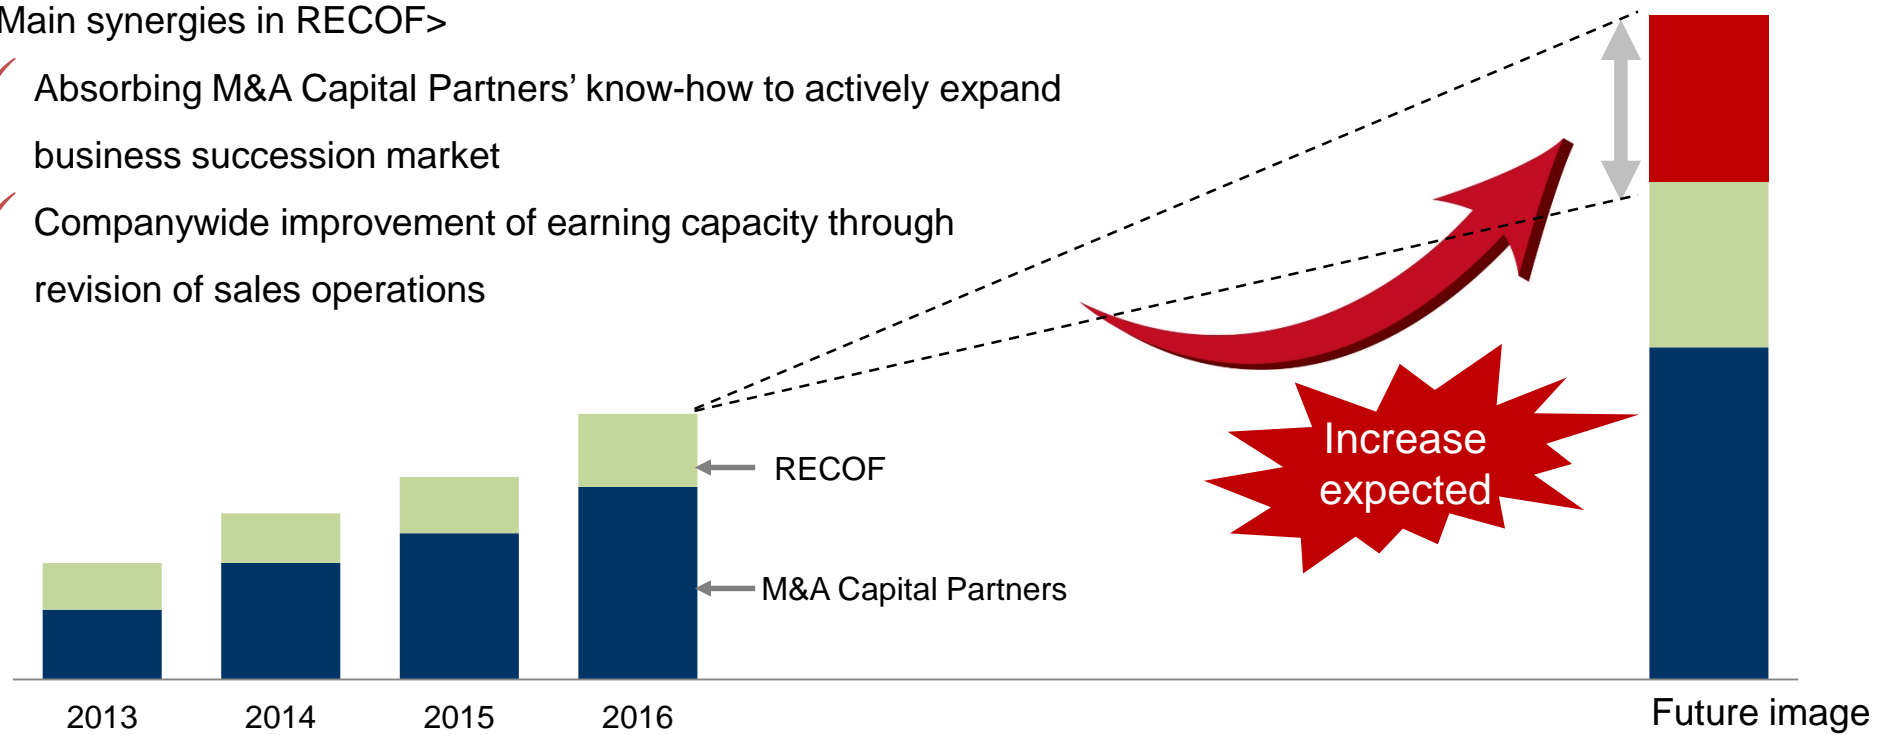 Main synergies in RECOF>
Absorbing M&A Capital Partners’ know-how to actively expand
business succession market
Companywide improvement of earning capacity through
revision of sales operations
Increase
expected
RECOF
M&A Capital Partners
2013
2014
2015
2016
Future image